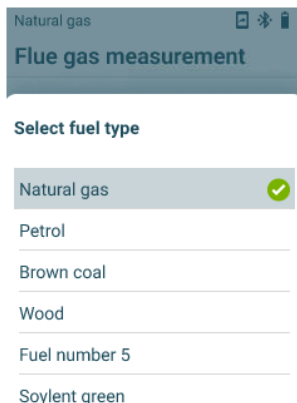 Natural gas
Flue gas measurement
Select fuel type
Natural gas
Petrol
Brown coal
Wood
Fuel number 5
Soylent green